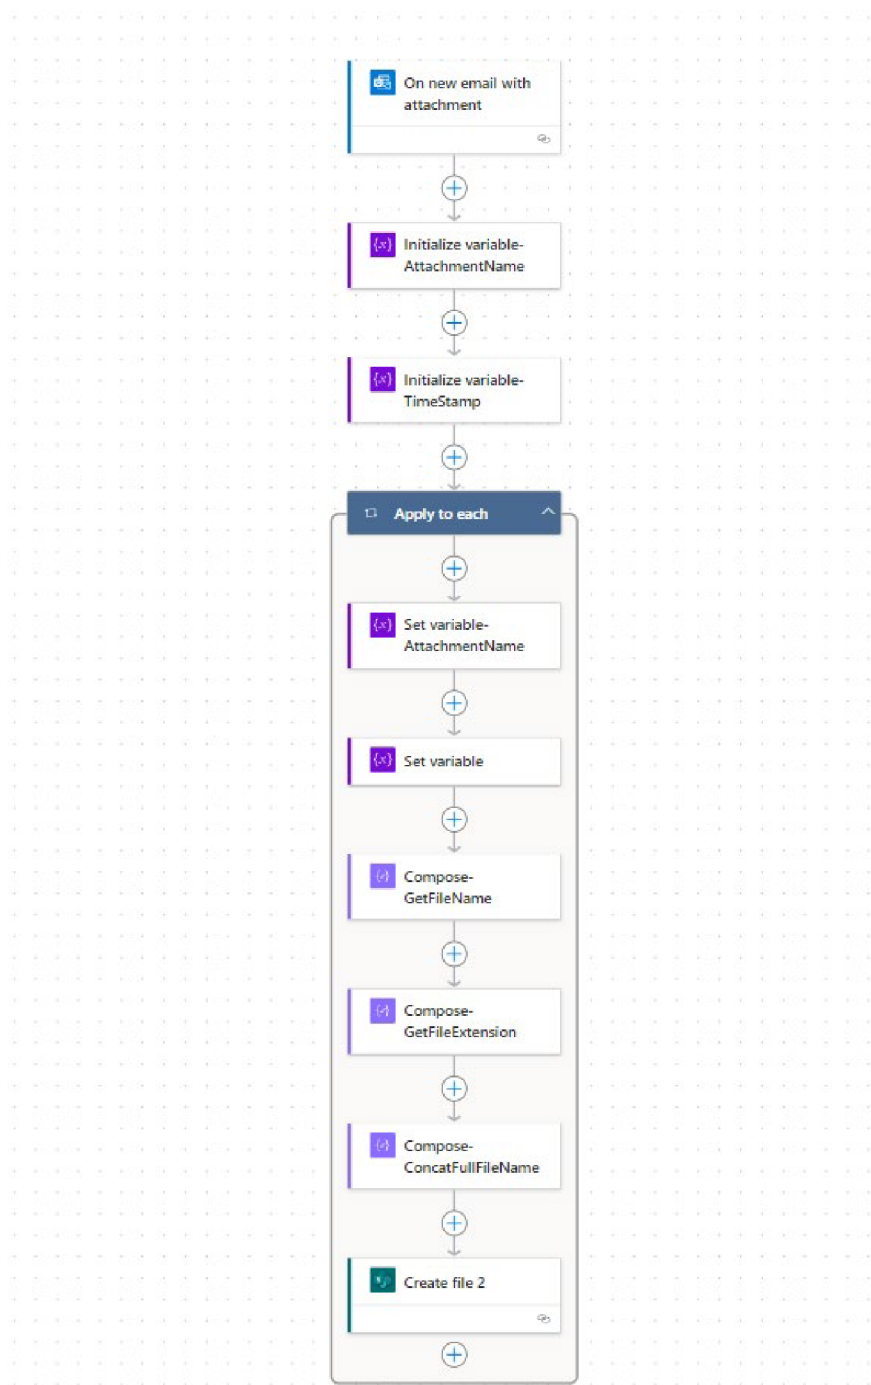 On new email with
attachment
Initialize variable-
AttachmentName
Initialize variable-
TimeStamp
Apply to each
Set variable-
AttachmentName
Set variable
Compose-
GetFileName
Compose-
GetFileExtension
Compose-
ConcatFullFileName
Create file 2